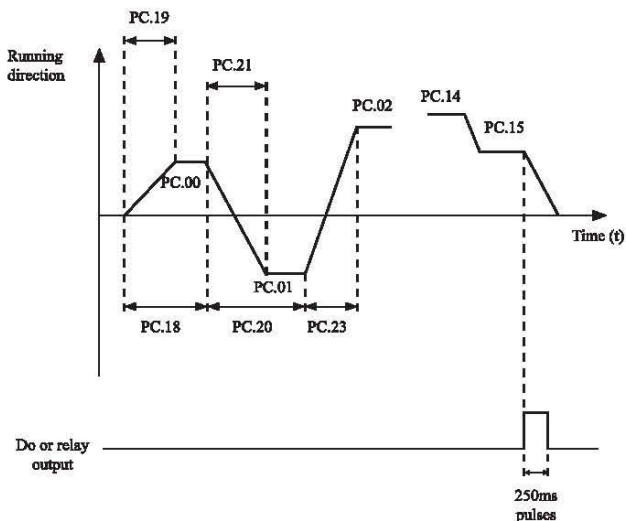 PC.19
Running
direction
PC.21
PC.02
PC.14
PC.15
PC.00
Time (t)
PC.01
PC.18
PC.20
PC.23
Do or relay
output
250ms
pulses